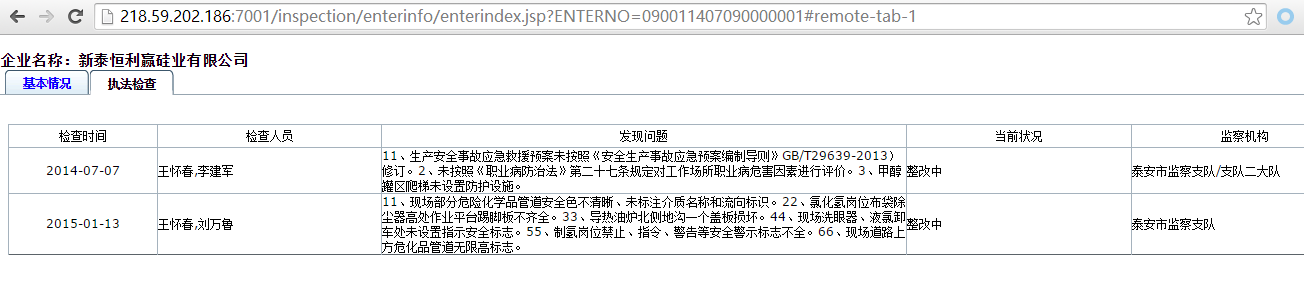 218.59.202.186:7001/inspection/enterinfo/enterindex.jsp?ENTERNO=090011407090000001#remote-tab-1
企业名称：新泰恒利赢硅业有限公司
基本情况 执法检查
检查时间 检查人员 发现问题 当前状况 监察机构
2014-07-07 王怀春,李建军 11、生产安全事故应急救援预案未按照《安全生产事故应急预案编制导则》GB/T29639-2013）
修订。2、未按照《职业病防治法》第二十七条规定对工作场所职业病危害因素进行评价。3、甲醇 整改中 泰安市监察支队/支队二大队
罐区爬梯未设置防护设施。
11、现场部分危险化学品管道安全色不清晰、未标注介质名称和流向标识。22、氯化氢岗位布袋除
尘器高处作业平台踢脚板不齐全。33、导热油炉北侧地沟一个盖板损坏。44、现场洗眼器、液氯卸
2015-01-13 王怀春,刘万鲁 车处未设置指示安全标志。55、制氢岗位禁止、指令、警告等安全警示标志不全。66、现场道路上 整改中 泰安市监察支队
方危化品管道无限高标志。